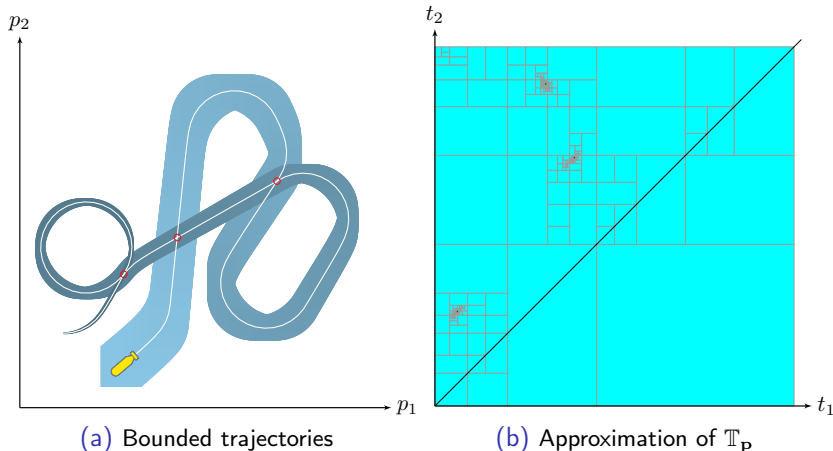 p₂
t₂
p₁
t₁
(a) Bounded trajectories
(b) Approximation of 𝕋ₚ